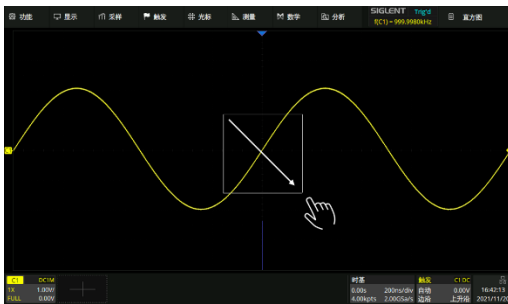 功能 显示 采样 触发 光标 测量 数学 分析 SIGLENT Trig'd 直方图
f(C1) = 999.9980kHz
C1
C1 DC1M
1X 1.00V/
FULL 0.00V
时基
0.00s 200ns/div
4.00kpts 2.00GSa/s
触发 C1 DC
自动 0.00V
边沿 上升沿
16:42:13
2021/11/20